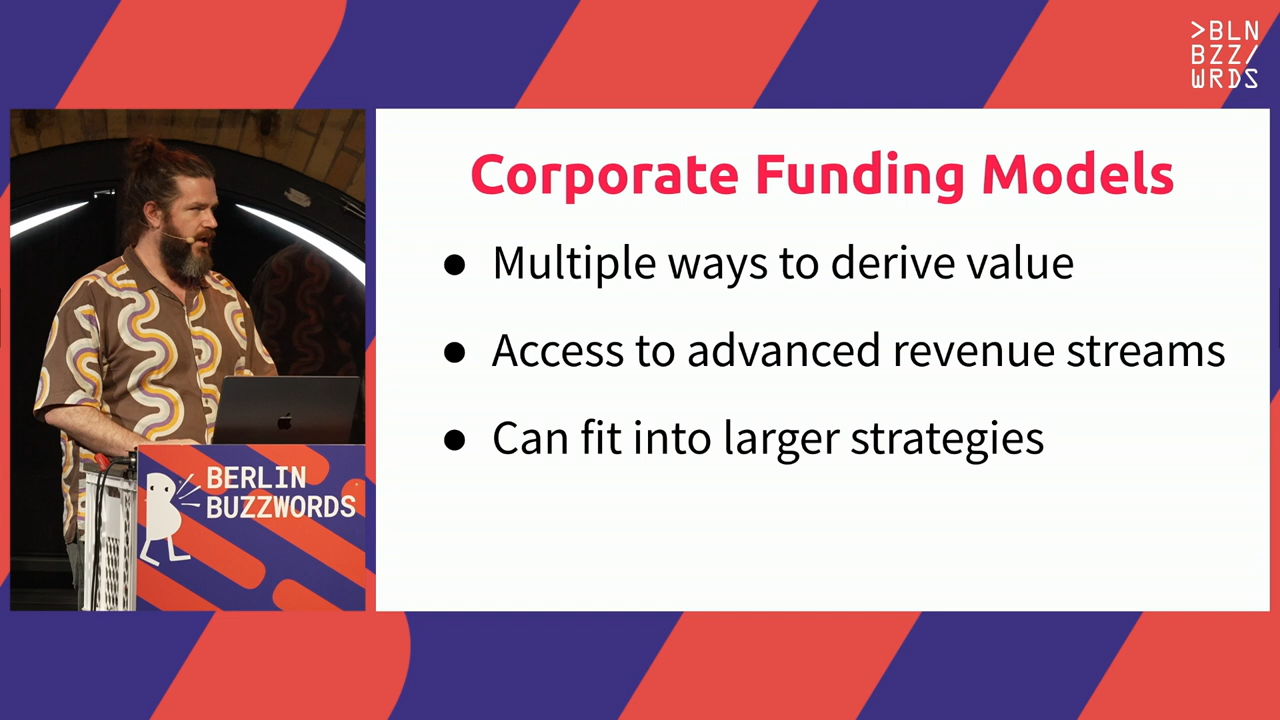 >BLN
BZZ/
WRDS
Corporate Funding Models
● Multiple ways to derive value
● Access to advanced revenue streams
● Can fit into larger strategies
BERLIN
BUZZWORDS